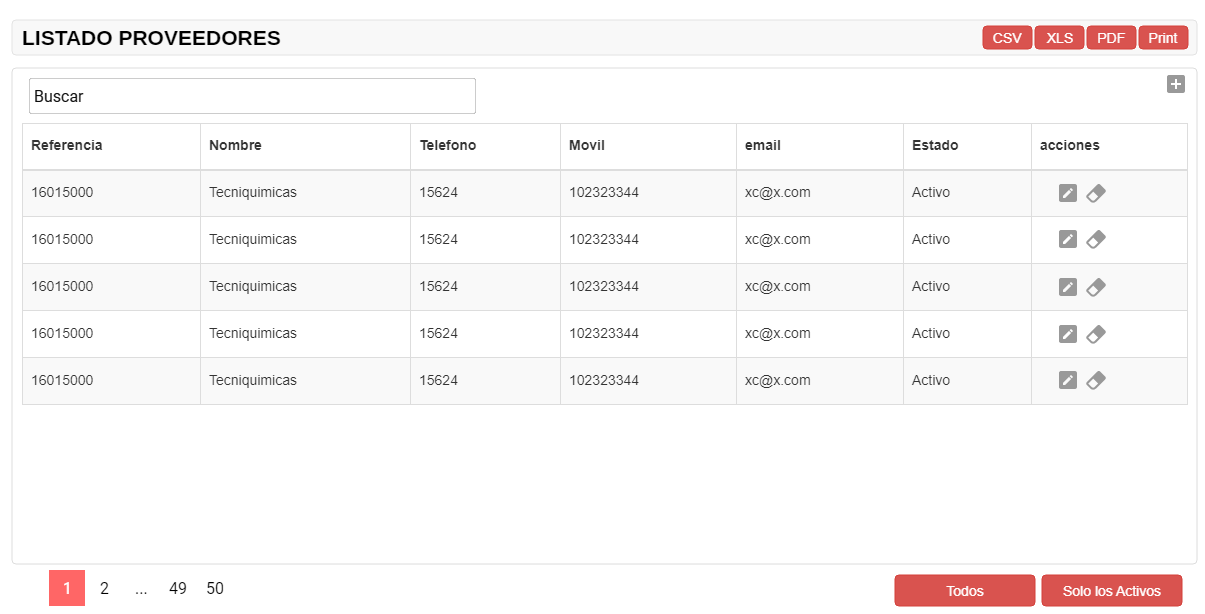 LISTADO PROVEEDORES CSV XLS PDF Print
Buscar
Referencia Nombre Telefono Movil email Estado acciones
16015000 Tecniquimicas 15624 102323344 xc@x.com Activo
16015000 Tecniquimicas 15624 102323344 xc@x.com Activo
16015000 Tecniquimicas 15624 102323344 xc@x.com Activo
16015000 Tecniquimicas 15624 102323344 xc@x.com Activo
16015000 Tecniquimicas 15624 102323344 xc@x.com Activo
1 2 ... 49 50 Todos Solo los Activos